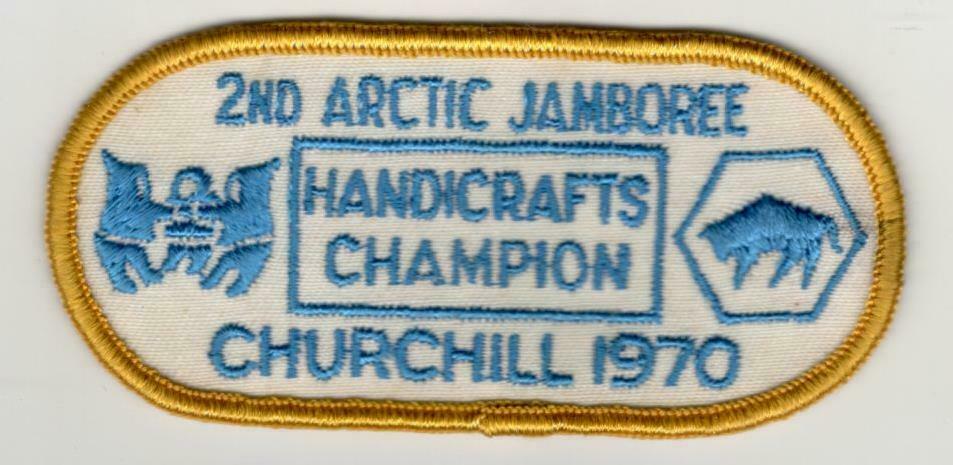 2ND ARCTIC JAMBOREE
HANDICRAFTS
CHAMPION
CHURCHILL 1970